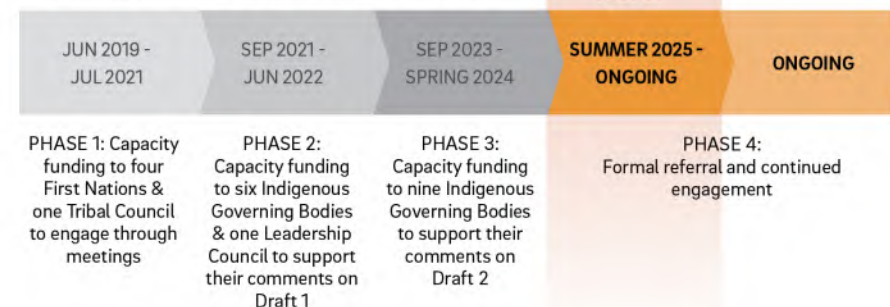 JUN 2019 -
JUL 2021
SEP 2021 -
JUN 2022
SEP 2023 -
SPRING 2024
SUMMER 2025 -
ONGOING
ONGOING
PHASE 1: Capacity
funding to four
First Nations &
one Tribal Council
to engage through
meetings
PHASE 2:
Capacity funding
to six Indigenous
Governing Bodies
& one Leadership
Council to support
their comments on
Draft 1
PHASE 3:
Capacity funding
to nine Indigenous
Governing Bodies
to support their
comments on
Draft 2
PHASE 4:
Formal referral and continued
engagement